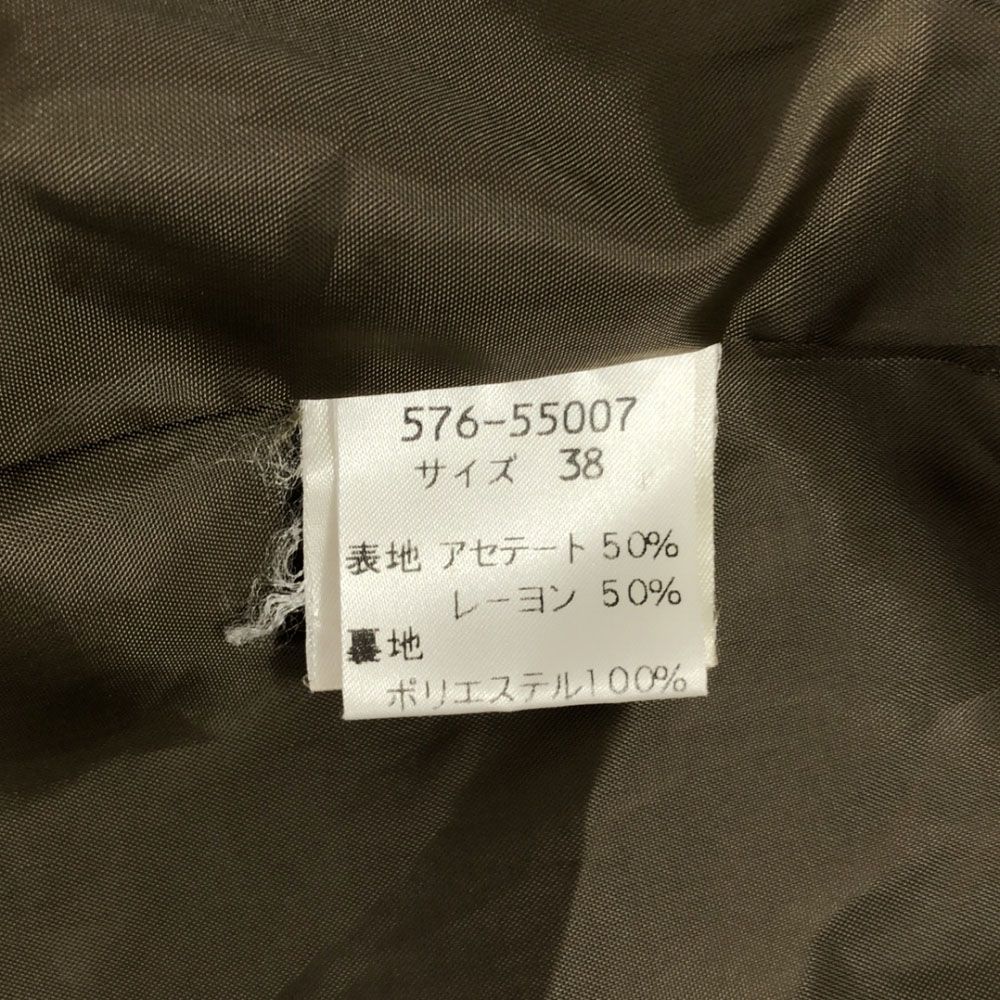 576-55007
サイズ 38
表地 アセテート 50%
レーヨン 50%
裏地
ポリエステル100%